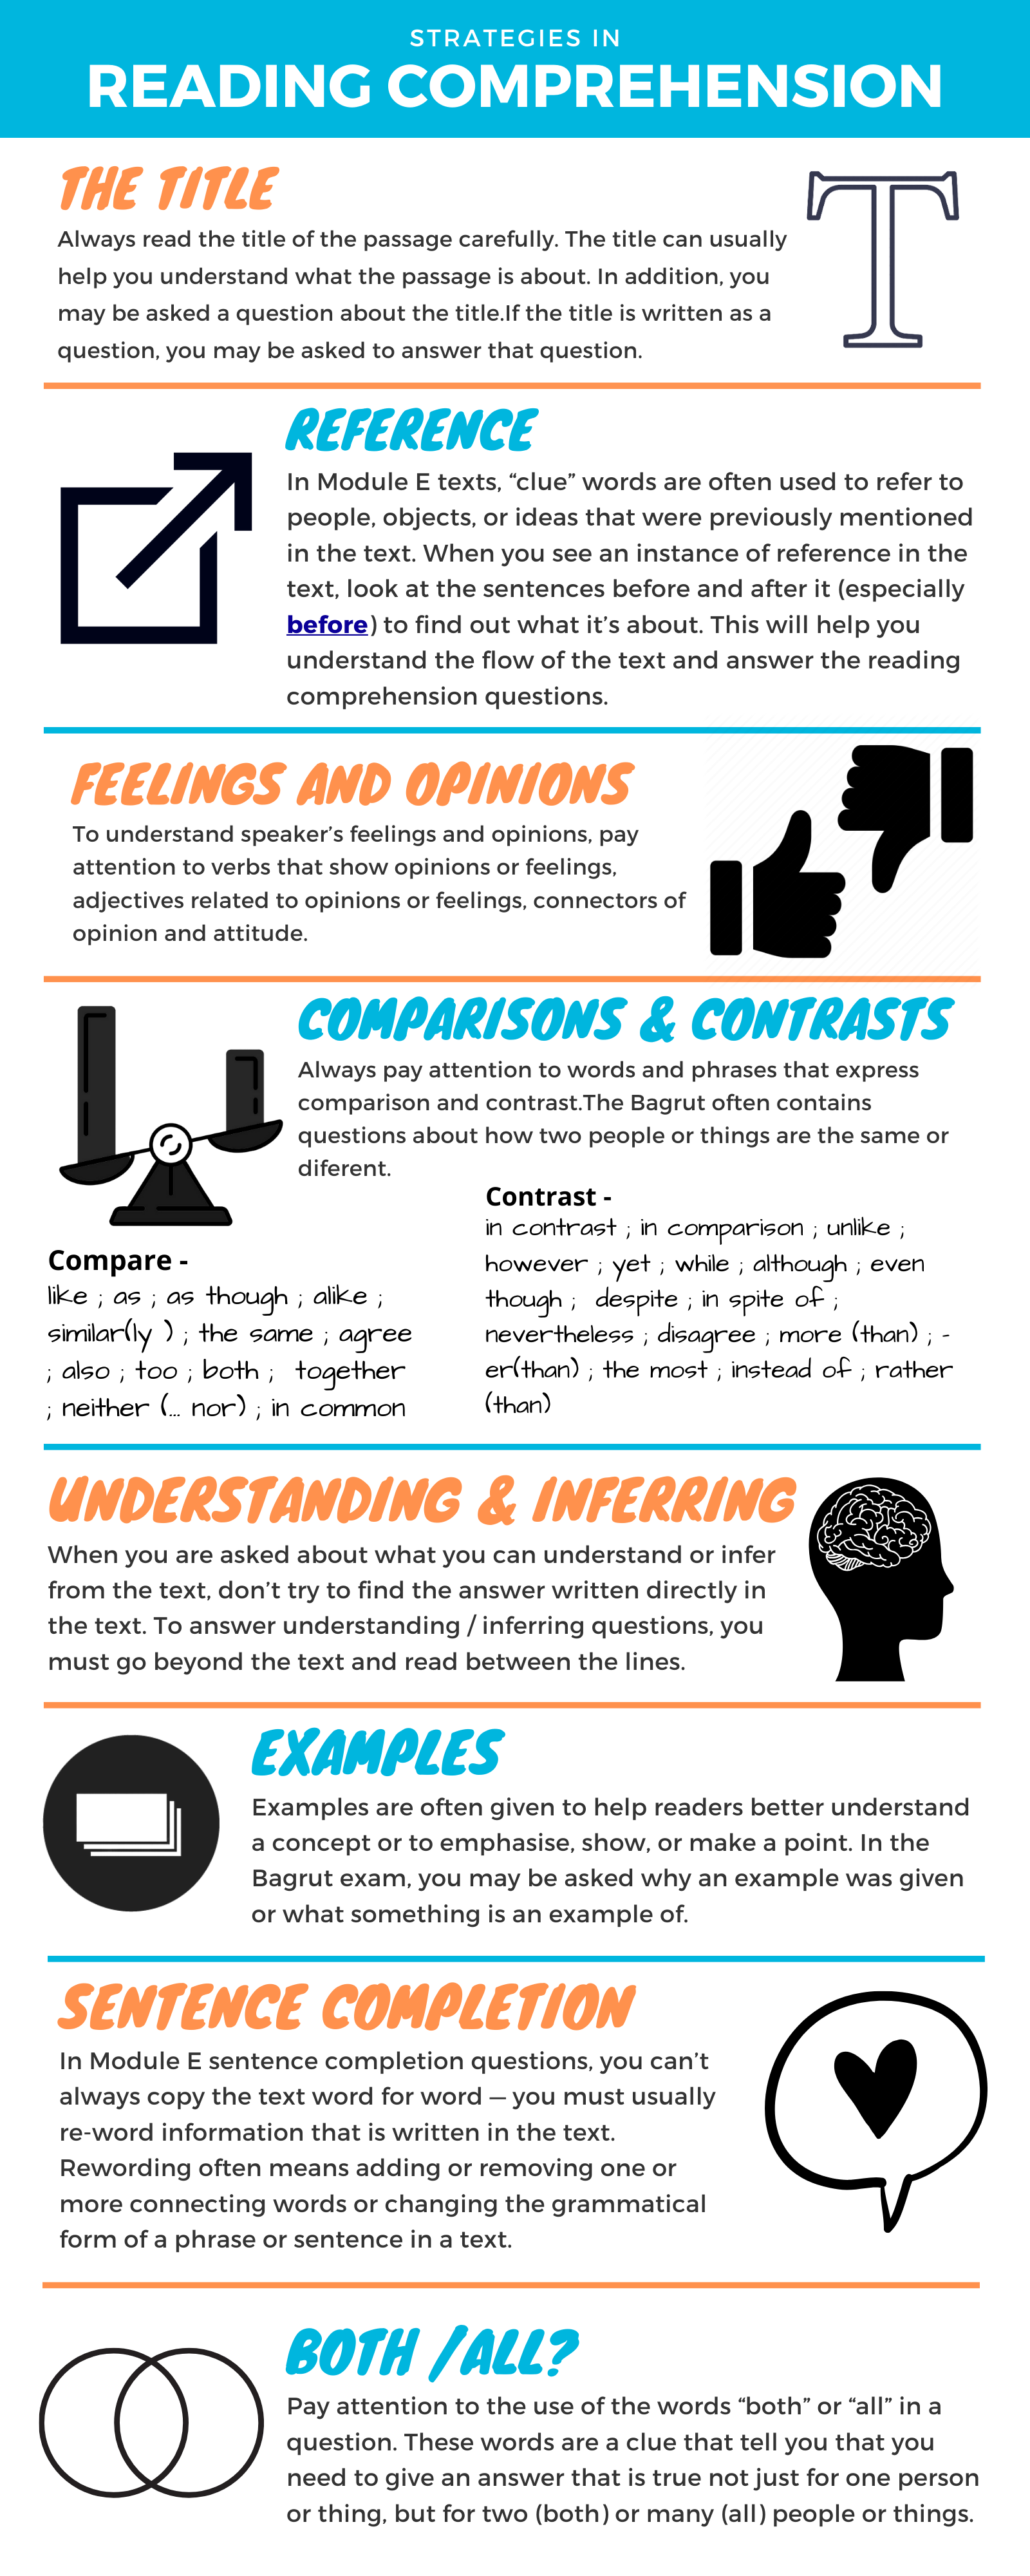 STRATEGIES IN
READING COMPREHENSION
THE TITLE
Always read the title of the passage carefully. The title can usually
help you understand what the passage is about. In addition, you
may be asked a question about the title.If the title is written as a
question, you may be asked to answer that question.
REFERENCE
In Module E texts, “clue” words are often used to refer to
people, objects, or ideas that were previously mentioned
in the text. When you see an instance of reference in the
text, look at the sentences before and after it (especially
before) to find out what it’s about. This will help you
understand the flow of the text and answer the reading
comprehension questions.
FEELINGS AND OPINIONS
To understand speaker’s feelings and opinions, pay
attention to verbs that show opinions or feelings,
adjectives related to opinions or feelings, connectors of
opinion and attitude.
COMPARISONS & CONTRASTS
Always pay attention to words and phrases that express
comparison and contrast.The Bagrut often contains
questions about how two people or things are the same or
diferent.
Compare -
like ; as ; as though ; alike ;
similar(ly ) ; the same ; agree
; also ; too ; both ; together
; neither (... nor) ; in common
Contrast -
in contrast ; in comparison ; unlike ;
however ; yet ; while ; although ; even
though ; despite ; in spite of ;
nevertheless ; disagree ; more (than) ; -
er(than) ; the most ; instead of ; rather
(than)
UNDERSTANDING & INFERRING
When you are asked about what you can understand or infer
from the text, don’t try to find the answer written directly in
the text. To answer understanding / inferring questions, you
must go beyond the text and read between the lines.
EXAMPLES
Examples are often given to help readers better understand
a concept or to emphasise, show, or make a point. In the
Bagrut exam, you may be asked why an example was given
or what something is an example of.
SENTENCE COMPLETION
In Module E sentence completion questions, you can’t
always copy the text word for word — you must usually
re-word information that is written in the text.
Rewording often means adding or removing one or
more connecting words or changing the grammatical
form of a phrase or sentence in a text.
BOTH /ALL?
Pay attention to the use of the words “both” or “all” in a
question. These words are a clue that tell you that you
need to give an answer that is true not just for one person
or thing, but for two (both) or many (all) people or things.